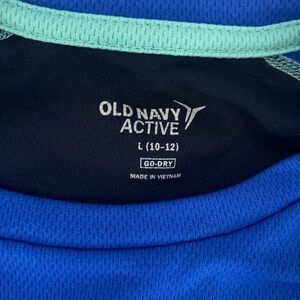 OLD NAVY
ACTIVE
L (10-12)
GO-DRY
MADE IN VIETNAM